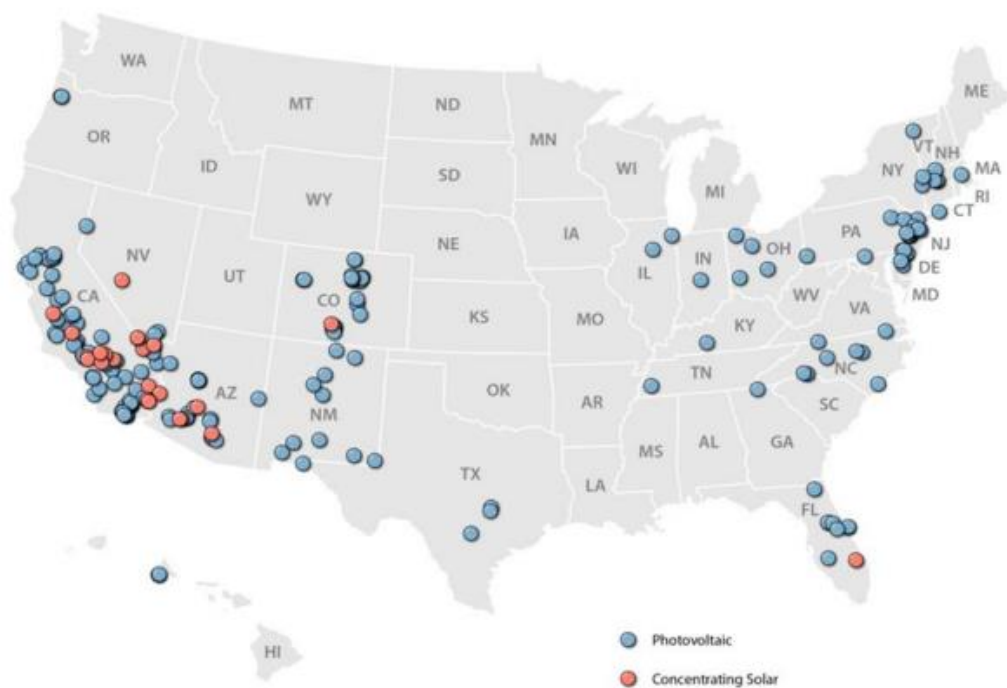 WA
MT
ND
ME
OR
MN
VT
NH
ID
WI
NY
MA
SD
MI
RI
WY
CT
IA
PA
NE
NJ
NV
OH
IL
IN
DE
UT
CA
CO
MD
WV
VA
KS
MO
KY
NC
TN
AZ
OK
NM
AR
SC
MS
AL
GA
TX
LA
FL
HI
Photovoltaic
Concentrating Solar